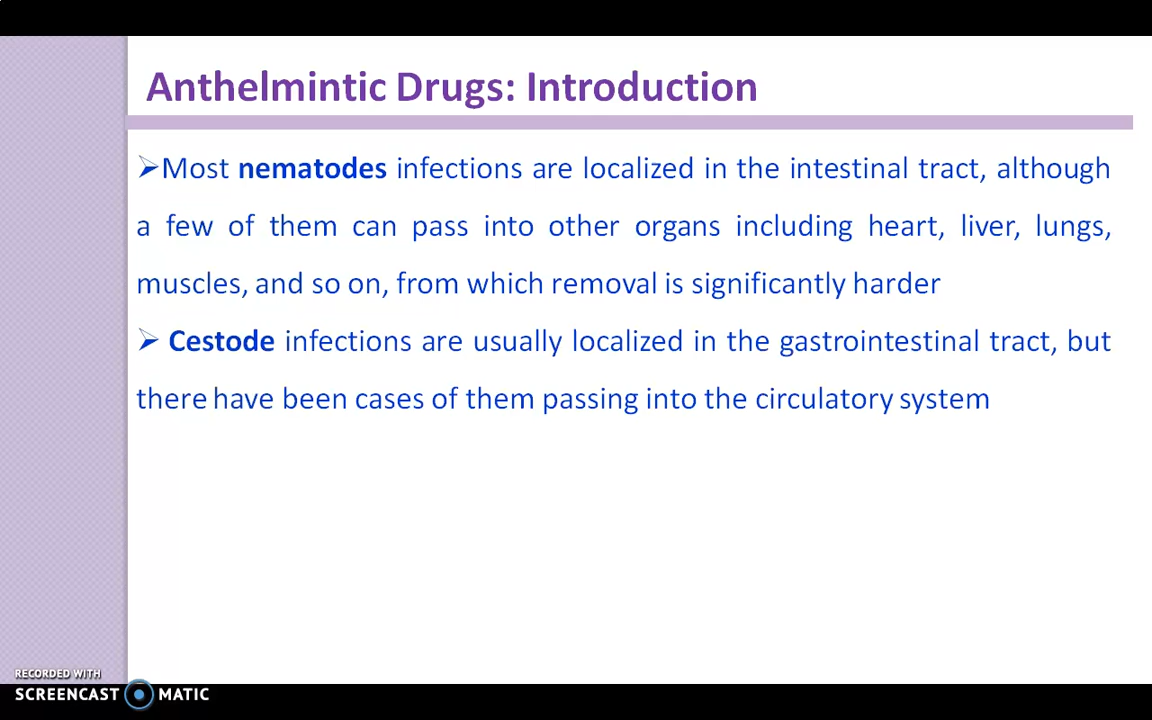 Anthelmintic Drugs: Introduction
➢Most nematodes infections are localized in the intestinal tract, although
a few of them can pass into other organs including heart, liver, lungs,
muscles, and so on, from which removal is significantly harder
➢ Cestode infections are usually localized in the gastrointestinal tract, but
there have been cases of them passing into the circulatory system
RECORDED WITH
SCREENCAST MATIC